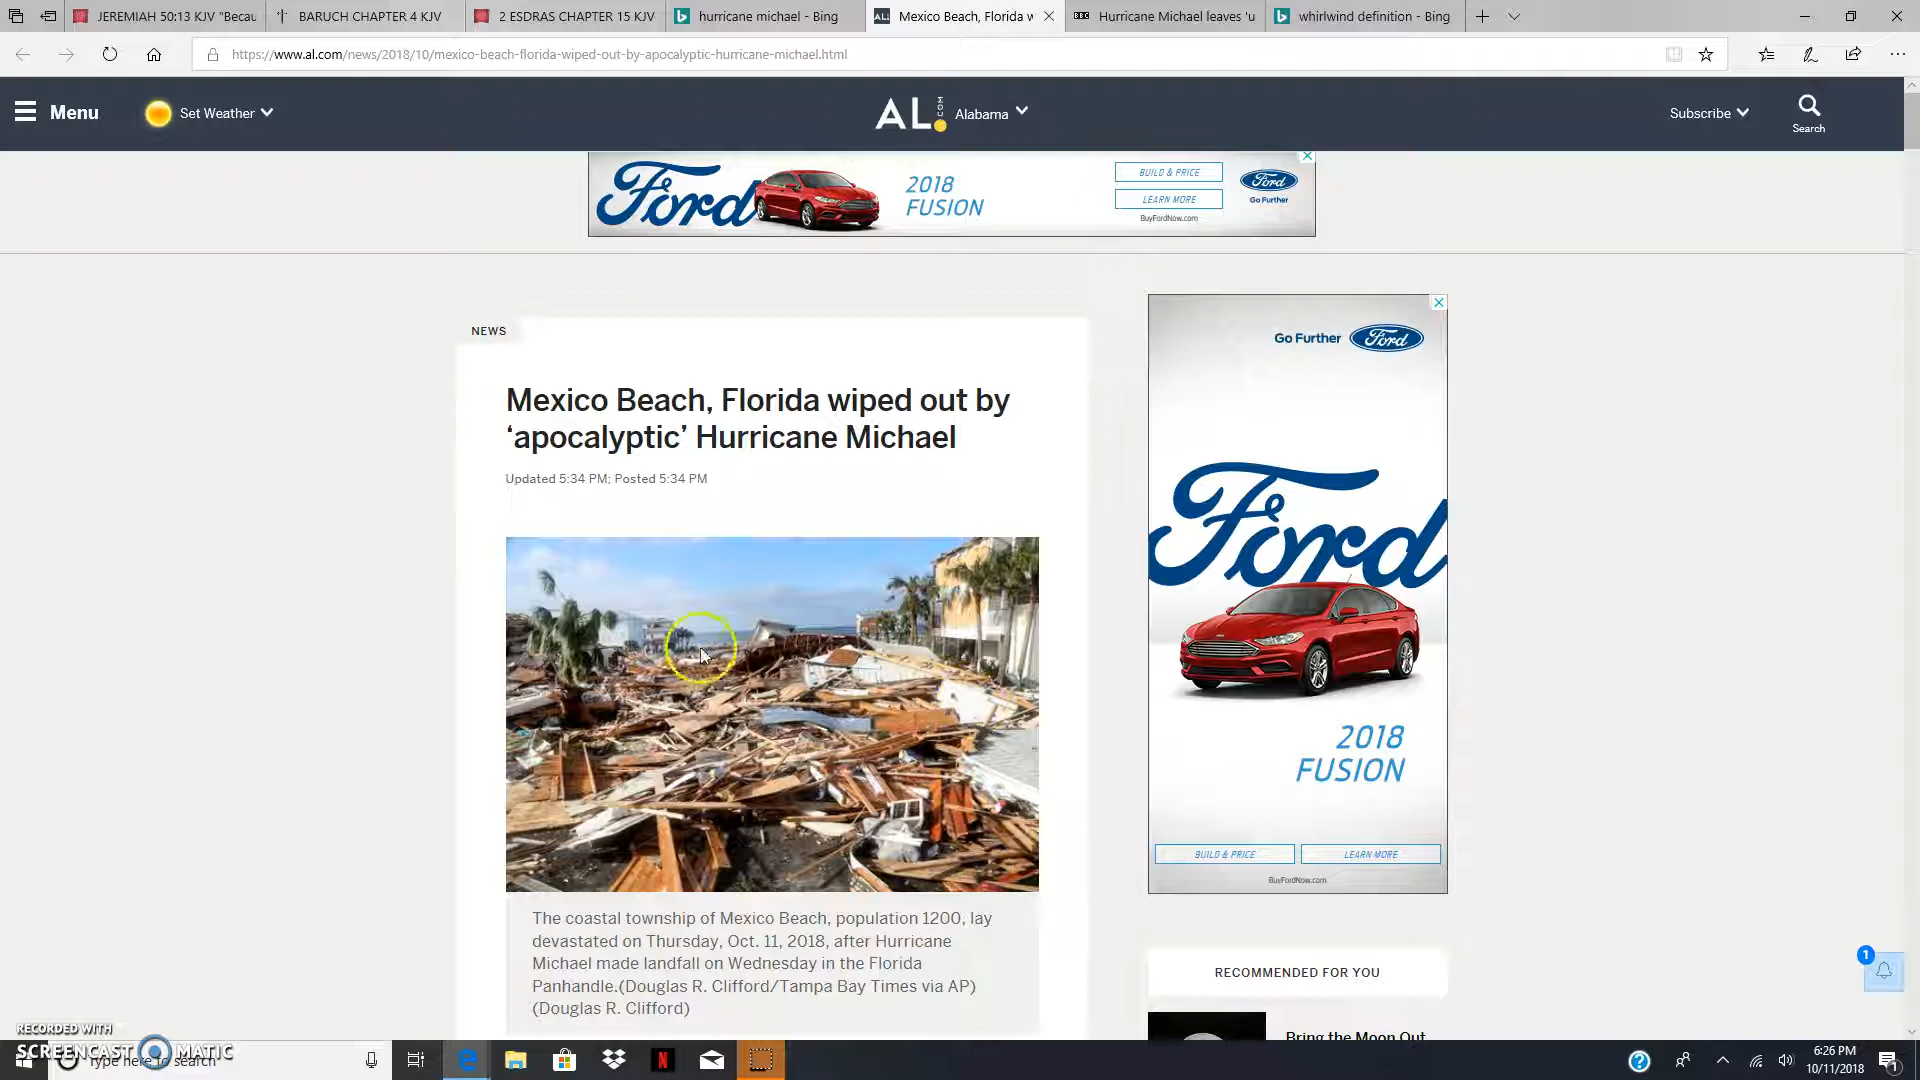 JEREMIAH 50:13 KJV "Becau
BARUCH CHAPTER 4 KJV
2 ESDRAS CHAPTER 15 KJV
hurricane michael - Bing
Mexico Beach, Florida w
Hurricane Michael leaves 'u
whirlwind definition - Bing
https://www.al.com/news/2018/10/mexico-beach-florida-wiped-out-by-apocalyptic-hurricane-michael.html
Menu
Set Weather
AL.COM
Alabama
Subscribe
Search
Ford
2018
FUSION
BUILD & PRICE
LEARN MORE
BuyFordNow.com
Ford
Go Further
NEWS
Mexico Beach, Florida wiped out by
‘apocalyptic’ Hurricane Michael
Updated 5:34 PM; Posted 5:34 PM
The coastal township of Mexico Beach, population 1200, lay
devastated on Thursday, Oct. 11, 2018, after Hurricane
Michael made landfall on Wednesday in the Florida
Panhandle.(Douglas R. Clifford/Tampa Bay Times via AP)
(Douglas R. Clifford)
Go Further
Ford
Ford
2018
FUSION
BUILD & PRICE
LEARN MORE
BuyFordNow.com
RECOMMENDED FOR YOU
Bring the Moon Out
1
RECORDED WITH
SCREENCAST MATIC
Type here to search
6:26 PM
10/11/2018
1